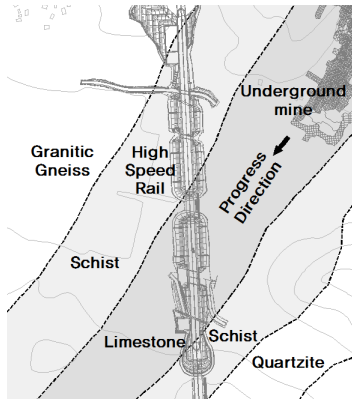 Underground
mine
Granitic
Gneiss
High
Speed
Rail
Progress
Direction
Schist
Limestone
Schist
Quartzite